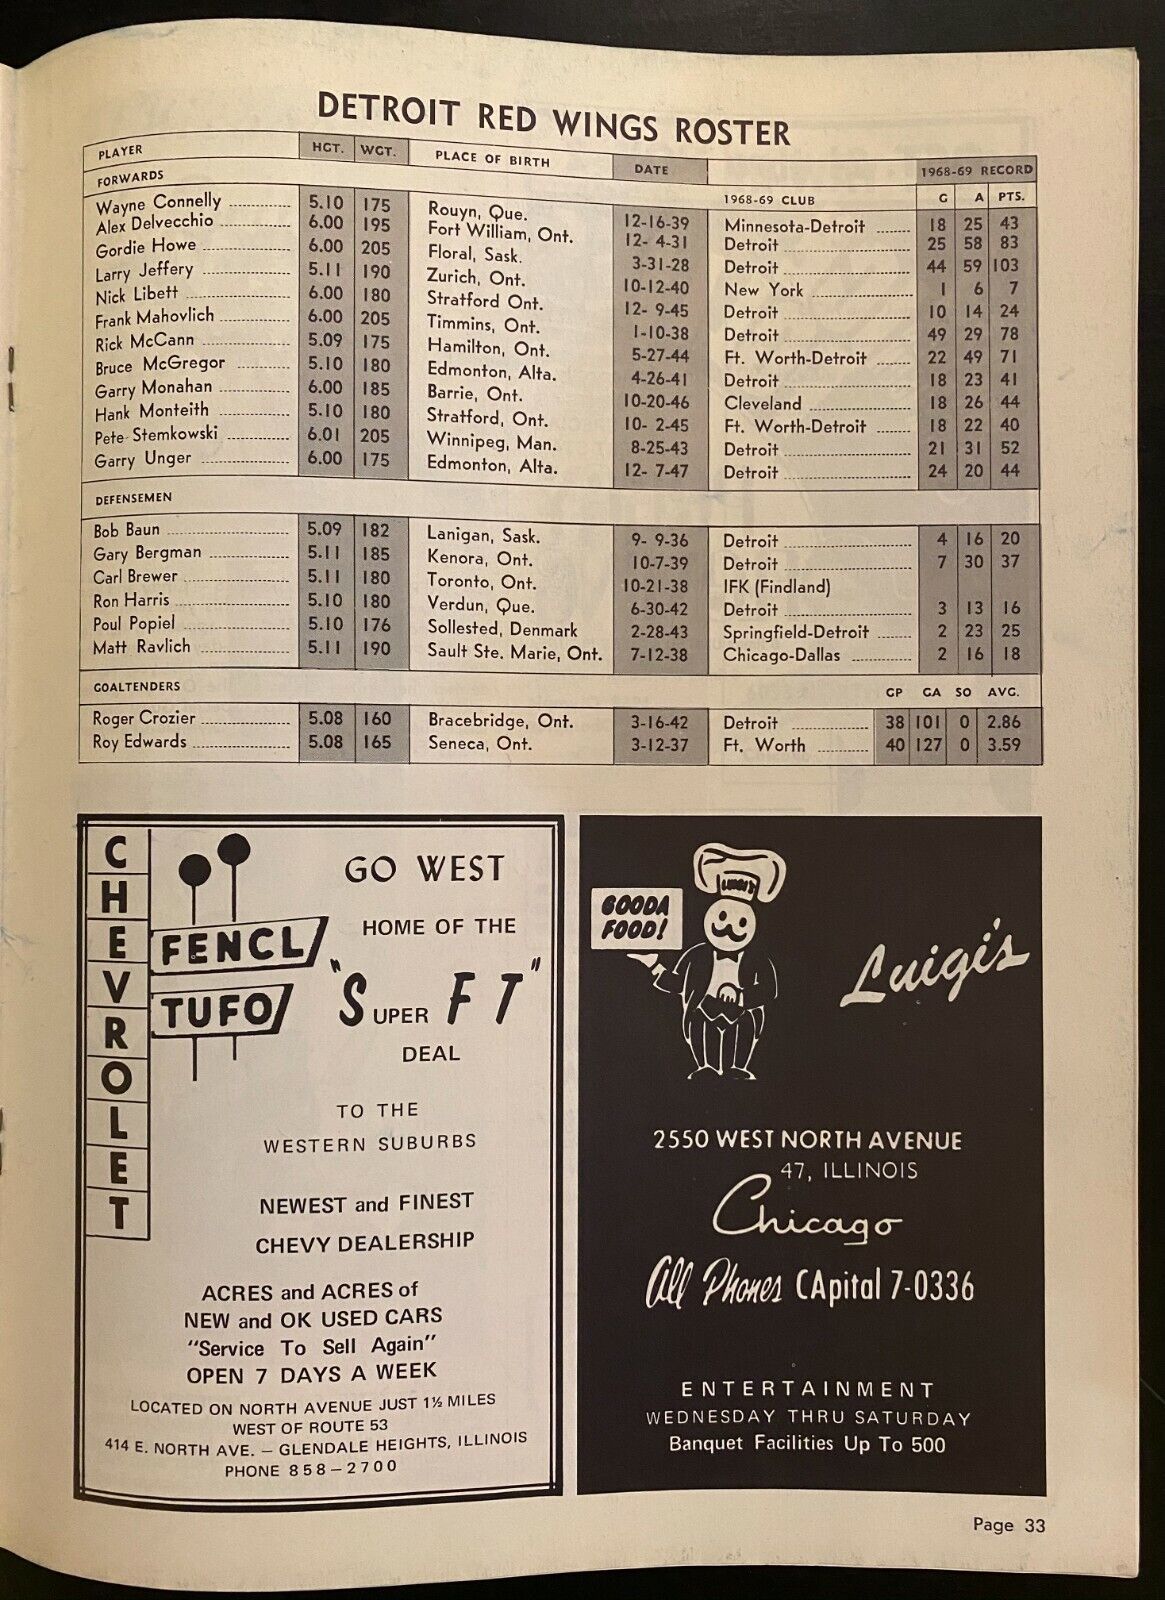 DETROIT RED WINGS ROSTER
PLAYER HGT. WGT. PLACE OF BIRTH DATE 1968-69 RECORD
FORWARDS 1968-69 CLUB G A PTS.
Wayne Connelly 5.10 175 Rouyn, Que. 12-16-39 Minnesota-Detroit 18 25 43
Alex Delvecchio 6.00 195 Fort William, Ont. 12- 4-31 Detroit 25 58 83
Gordie Howe 6.00 205 Floral, Sask. 3-31-28 Detroit 44 59 103
Larry Jeffery 5.11 190 Zurich, Ont. 10-12-40 New York 1 6 7
Nick Libett 6.00 180 Stratford Ont. 12- 9-45 Detroit 10 14 24
Frank Mahovlich 6.00 205 Timmins, Ont. 1-10-38 Detroit 49 29 78
Rick McCann 5.09 175 Hamilton, Ont. 5-27-44 Ft. Worth-Detroit 22 49 71
Bruce McGregor 5.10 180 Edmonton, Alta. 4-26-41 Detroit 18 23 41
Garry Monahan 6.00 185 Barrie, Ont. 10-20-46 Cleveland 18 26 44
Hank Monteith 5.10 180 Stratford, Ont. 10- 2-45 Ft. Worth-Detroit 18 22 40
Pete Stemkowski 6.01 205 Winnipeg, Man. 8-25-43 Detroit 21 31 52
Garry Unger 6.00 175 Edmonton, Alta. 12- 7-47 Detroit 24 20 44
DEFENSEMEN
Bob Baun 5.09 182 Lanigan, Sask. 9- 9-36 Detroit 4 16 20
Gary Bergman 5.11 185 Kenora, Ont. 10-7-39 Detroit 7 30 37
Carl Brewer 5.11 180 Toronto, Ont. 10-21-38 IFK (Findland)
Ron Harris 5.10 180 Verdun, Que. 6-30-42 Detroit 3 13 16
Poul Popiel 5.10 176 Sollested, Denmark 2-28-43 Springfield-Detroit 2 23 25
Matt Ravlich 5.11 190 Sault Ste. Marie, Ont. 7-12-38 Chicago-Dallas 2 16 18
GOALTENDERS GP GA SO AVG.
Roger Crozier 5.08 160 Bracebridge, Ont. 3-16-42 Detroit 38 101 0 2.86
Roy Edwards 5.08 165 Seneca, Ont. 3-12-37 Ft. Worth 40 127 0 3.59
CHEVROLET
FENCL
TUFO
GO WEST
HOME OF THE
"SUPER FT"
DEAL
TO THE
WESTERN SUBURBS
NEWEST and FINEST
CHEVY DEALERSHIP
ACRES and ACRES of
NEW and OK USED CARS
"Service To Sell Again"
OPEN 7 DAYS A WEEK
LOCATED ON NORTH AVENUE JUST 1½ MILES
WEST OF ROUTE 53
414 E. NORTH AVE. – GLENDALE HEIGHTS, ILLINOIS
PHONE 858–2700
LUIGI'S
GOODA
FOOD!
Luigi's
2550 WEST NORTH AVENUE
47, ILLINOIS
Chicago
All Phones CApital 7-0336
ENTERTAINMENT
WEDNESDAY THRU SATURDAY
Banquet Facilities Up To 500
Page 33